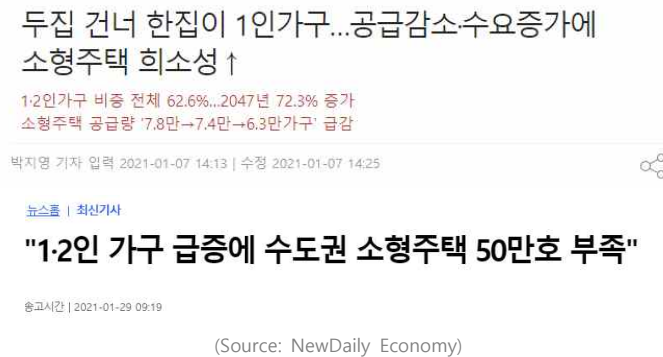 두집 건너 한집이 1인가구...공급감소·수요증가에
소형주택 희소성↑
1·2인가구 비중 전체 62.6%...2047년 72.3% 증가
소형주택 공급량 '7.8만→7.4만→6.3만가구' 급감
박지영 기자 입력 2021-01-07 14:13 | 수정 2021-01-07 14:25
뉴스홈 | 최신기사
"1·2인 가구 급증에 수도권 소형주택 50만호 부족"
송고시간 | 2021-01-29 09:19
(Source: NewDaily Economy)